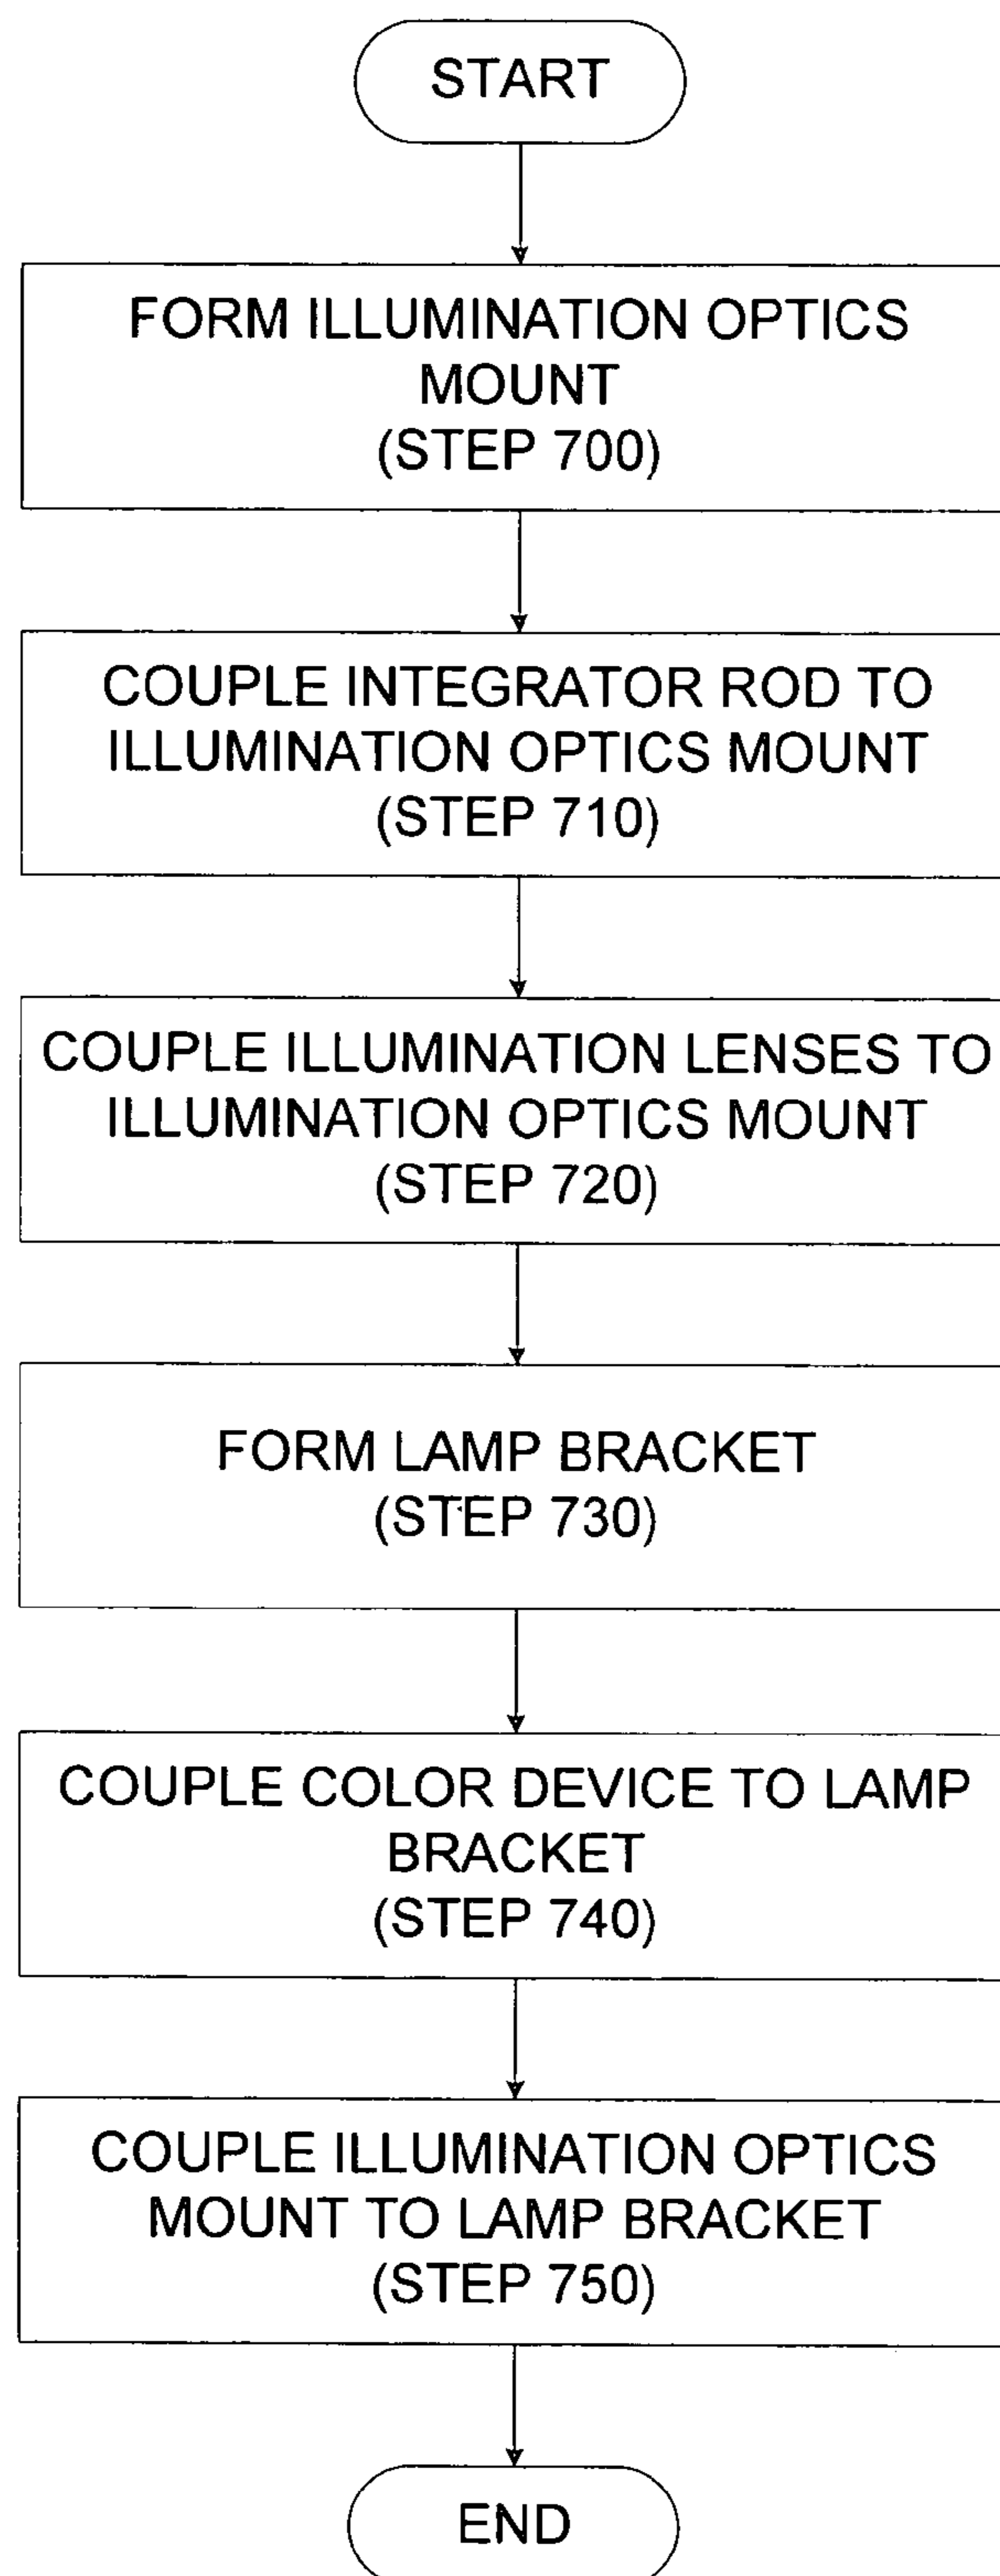 START
FORM ILLUMINATION OPTICS
MOUNT
(STEP 700)
COUPLE INTEGRATOR ROD TO
ILLUMINATION OPTICS MOUNT
(STEP 710)
COUPLE ILLUMINATION LENSES TO
ILLUMINATION OPTICS MOUNT
(STEP 720)
FORM LAMP BRACKET
(STEP 730)
COUPLE COLOR DEVICE TO LAMP
BRACKET
(STEP 740)
COUPLE ILLUMINATION OPTICS
MOUNT TO LAMP BRACKET
(STEP 750)
END